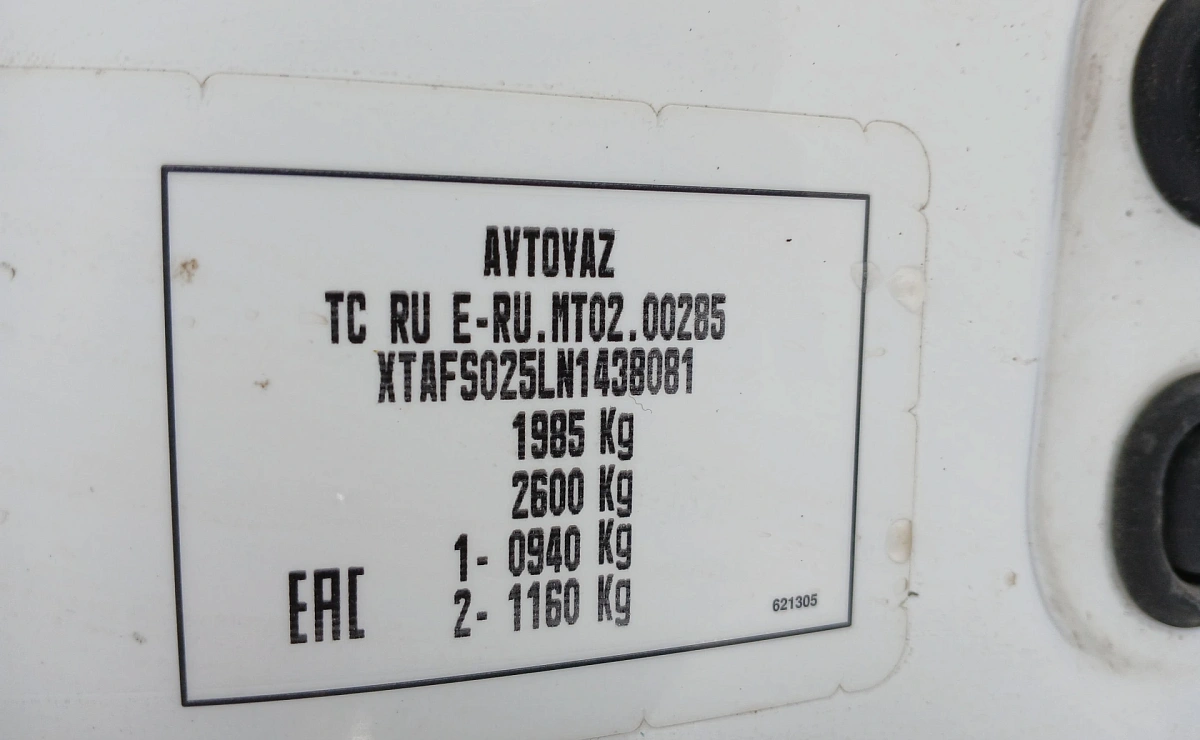 AVTOVAZ
TC RU E-RU.MT02.00285
XTAFS025LN1438081
1985 Kg
2600 Kg
1- 0940 Kg
2- 1160 Kg
EAC
621305